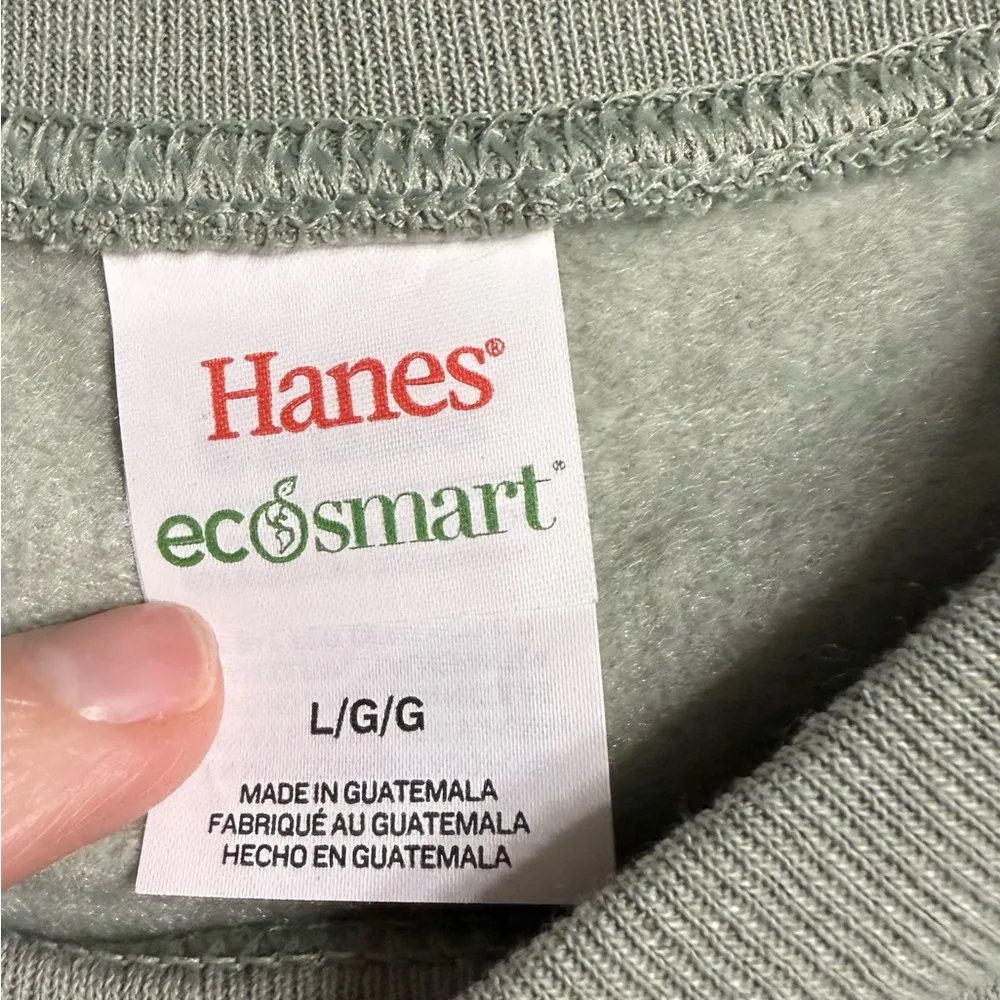 Hanes®
ecosmart
L/G/G
MADE IN GUATEMALA
FABRIQUÉ AU GUATEMALA
HECHO EN GUATEMALA